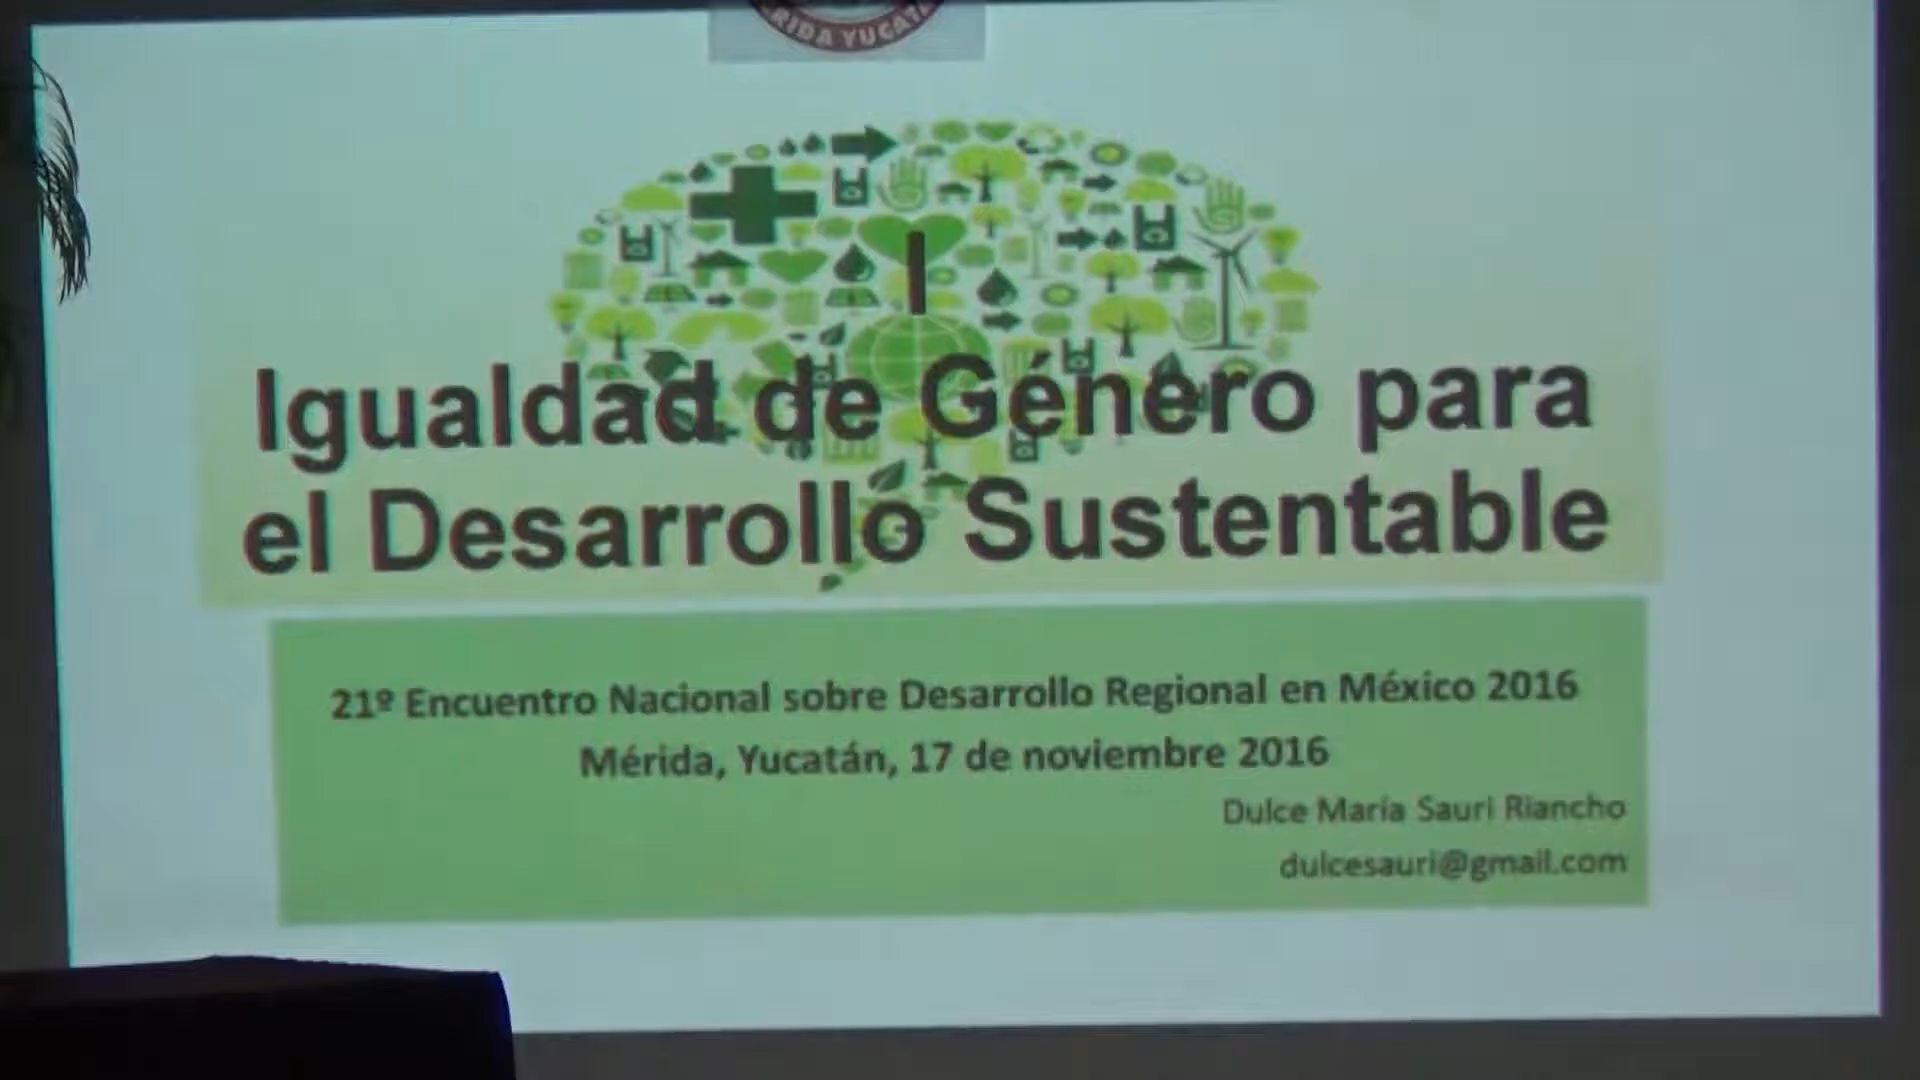 YUCAT
I
Igualdad de Género para
el Desarrollo Sustentable
21º Encuentro Nacional sobre Desarrollo Regional en México 2016
Mérida, Yucatán, 17 de noviembre 2016
Dulce María Sauri Riancho
dulcesauri@gmail.com